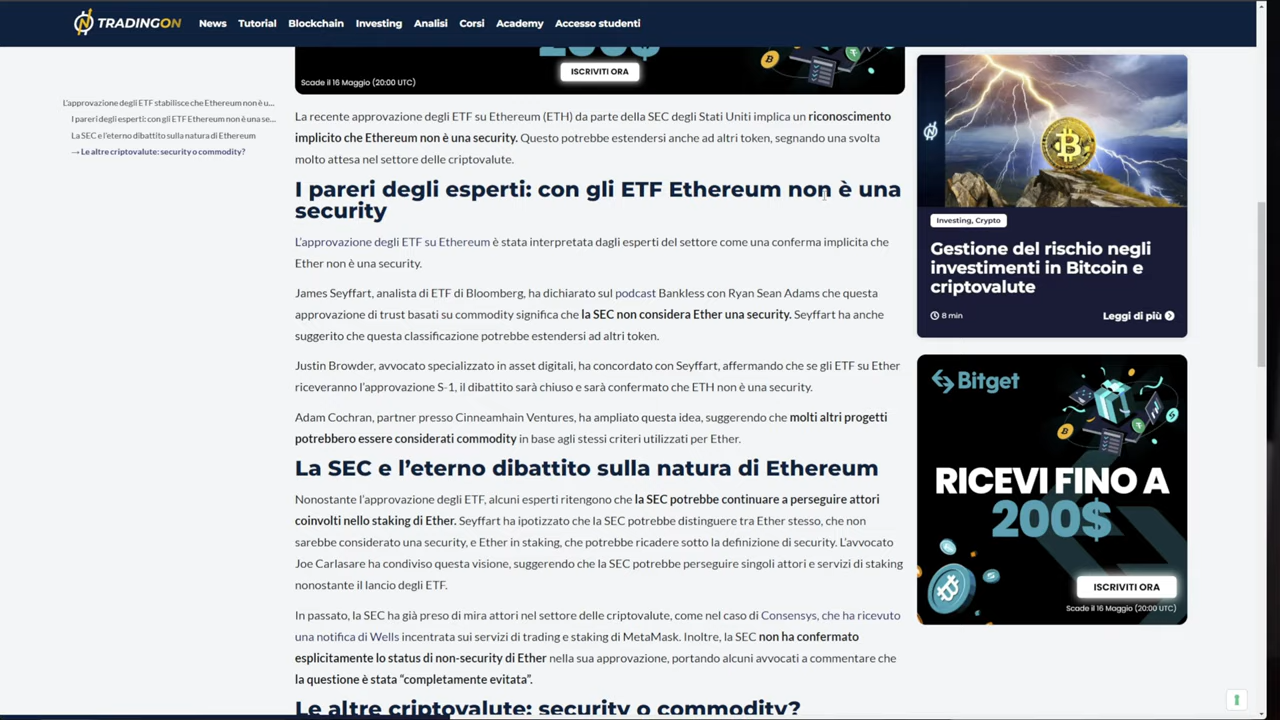 TRADINGON
News Tutorial Blockchain Investing Analisi Corsi Academy Accesso studenti
L'approvazione degli ETF stabilisce che Ethereum non è u...
I pareri degli esperti: con gli ETF Ethereum non è una se...
La SEC e l'eterno dibattito sulla natura di Ethereum
→ Le altre criptovalute: security o commodity?
200$
ISCRIVITI ORA
Scade il 16 Maggio (20:00 UTC)
La recente approvazione degli ETF su Ethereum (ETH) da parte della SEC degli Stati Uniti implica un riconoscimento
implicito che Ethereum non è una security. Questo potrebbe estendersi anche ad altri token, segnando una svolta
molto attesa nel settore delle criptovalute.
I pareri degli esperti: con gli ETF Ethereum non è una
security
L'approvazione degli ETF su Ethereum è stata interpretata dagli esperti del settore come una conferma implicita che
Ether non è una security.
James Seyffart, analista di ETF di Bloomberg, ha dichiarato sul podcast Bankless con Ryan Sean Adams che questa
approvazione di trust basati su commodity significa che la SEC non considera Ether una security. Seyffart ha anche
suggerito che questa classificazione potrebbe estendersi ad altri token.
Justin Browder, avvocato specializzato in asset digitali, ha concordato con Seyffart, affermando che se gli ETF su Ether
riceveranno l'approvazione S-1, il dibattito sarà chiuso e sarà confermato che ETH non è una security.
Adam Cochran, partner presso Cinneamhain Ventures, ha ampliato questa idea, suggerendo che molti altri progetti
potrebbero essere considerati commodity in base agli stessi criteri utilizzati per Ether.
La SEC e l'eterno dibattito sulla natura di Ethereum
Nonostante l'approvazione degli ETF, alcuni esperti ritengono che la SEC potrebbe continuare a perseguire attori
coinvolti nello staking di Ether. Seyffart ha ipotizzato che la SEC potrebbe distinguere tra Ether stesso, che non
sarebbe considerato una security, e Ether in staking, che potrebbe ricadere sotto la definizione di security. L'avvocato
Joe Carlasare ha condiviso questa visione, suggerendo che la SEC potrebbe perseguire singoli attori e servizi di staking
nonostante il lancio degli ETF.
In passato, la SEC ha già preso di mira attori nel settore delle criptovalute, come nel caso di Consensys, che ha ricevuto
una notifica di Wells incentrata sui servizi di trading e staking di MetaMask. Inoltre, la SEC non ha confermato
esplicitamente lo status di non-security di Ether nella sua approvazione, portando alcuni avvocati a commentare che
la questione è stata "completamente evitata".
Le altre criptovalute: security o commodity?
Investing, Crypto
Gestione del rischio negli
investimenti in Bitcoin e
criptovalute
8 min
Leggi di più
Bitget
RICEVI FINO A
200$
ISCRIVITI ORA
Scade il 16 Maggio (20:00 UTC)